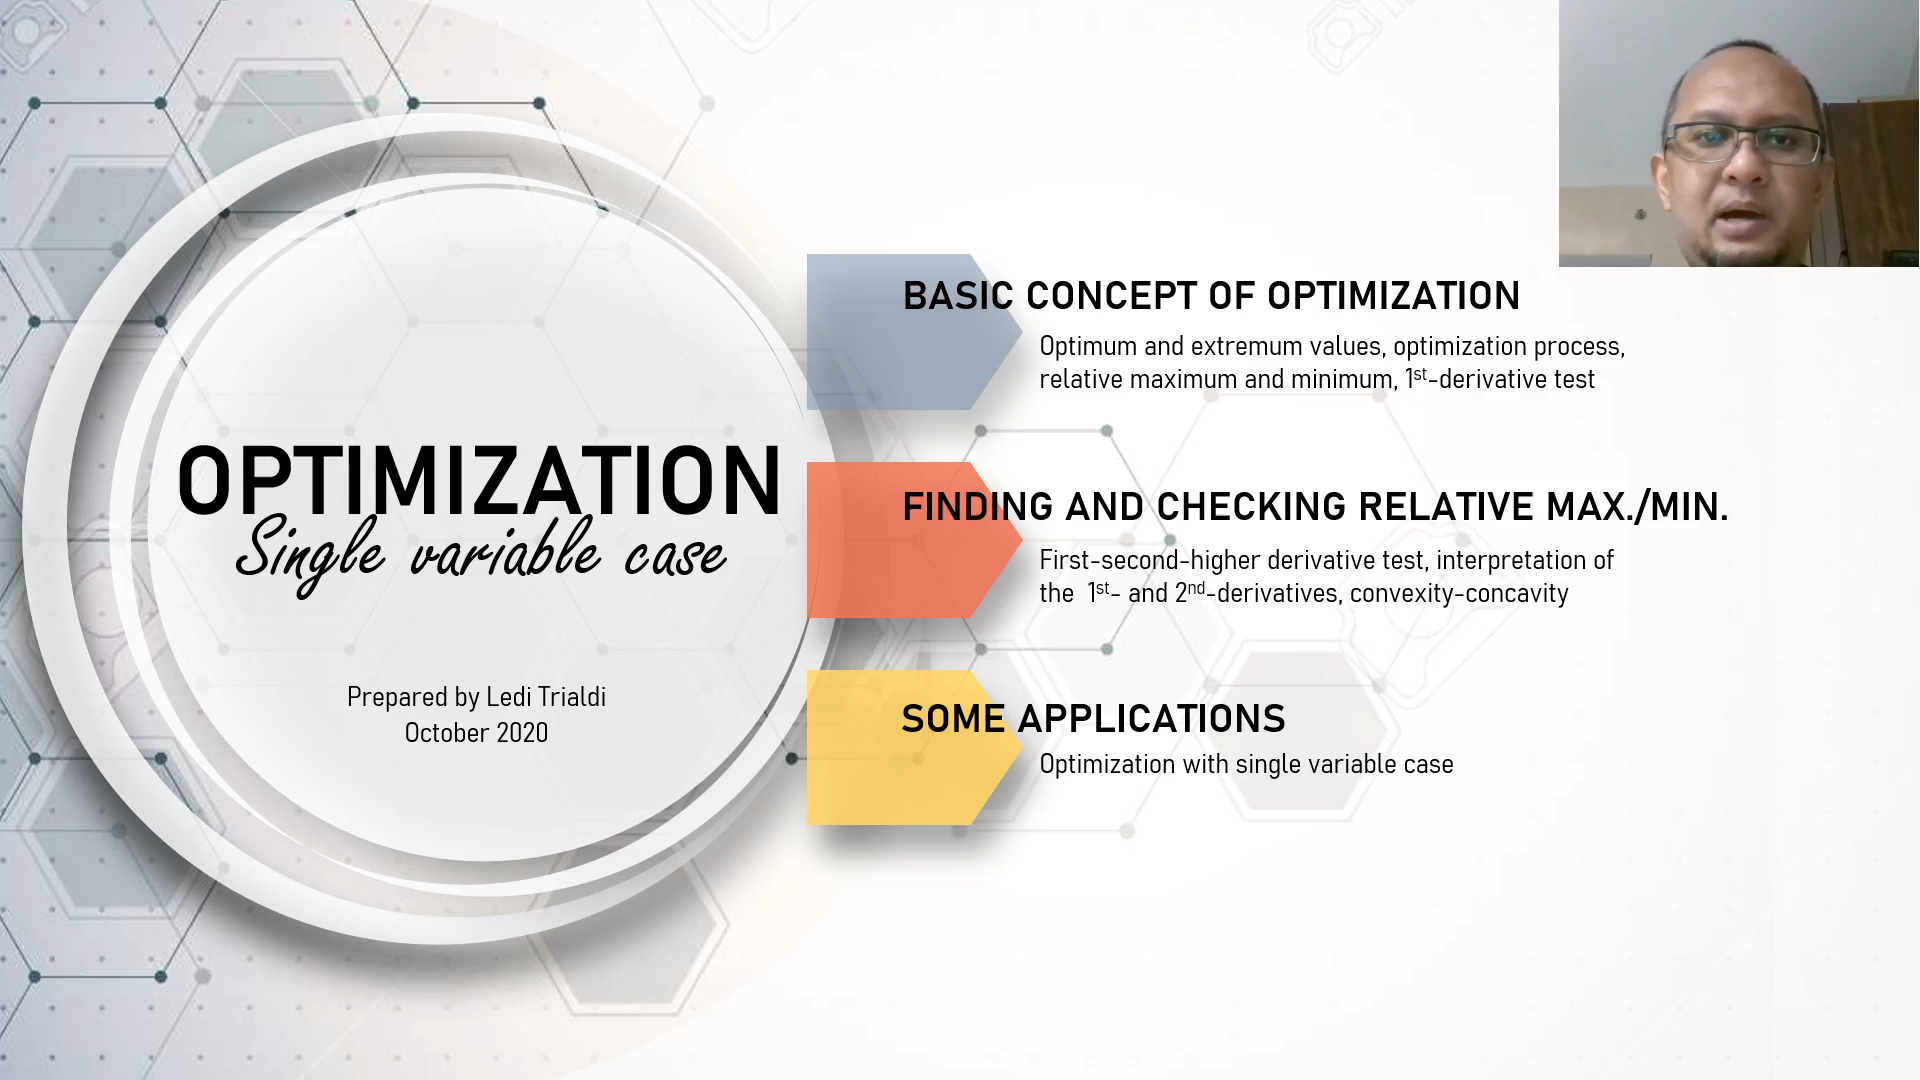 OPTIMIZATION
Single variable case
Prepared by Ledi Trialdi
October 2020
BASIC CONCEPT OF OPTIMIZATION
Optimum and extremum values, optimization process,
relative maximum and minimum, 1st-derivative test
FINDING AND CHECKING RELATIVE MAX./MIN.
First-second-higher derivative test, interpretation of
the 1st- and 2nd-derivatives, convexity-concavity
SOME APPLICATIONS
Optimization with single variable case